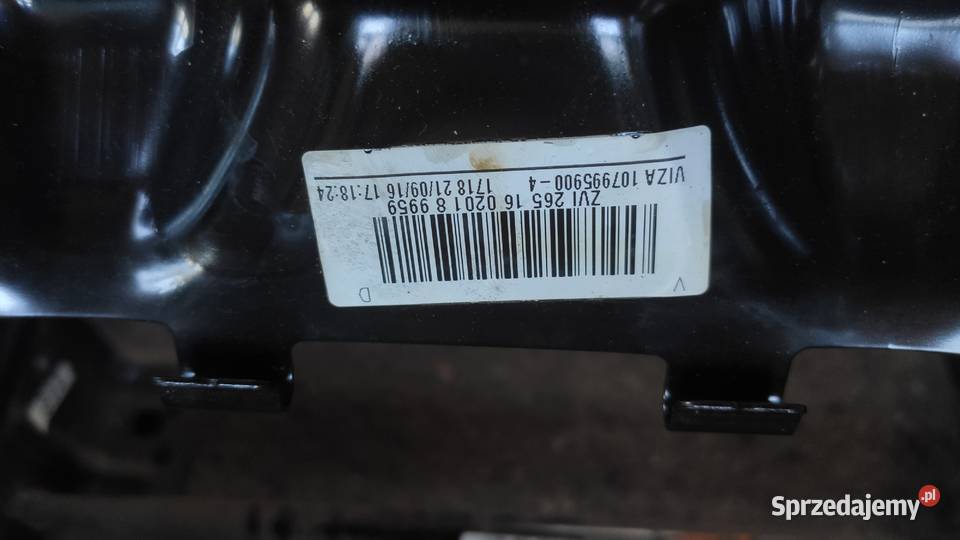 VIZA 107995900-4
1718 21/09/16 17:18:24
ZVI 265 16 0201 8 9959
V
D
Sprzedajemy.pl